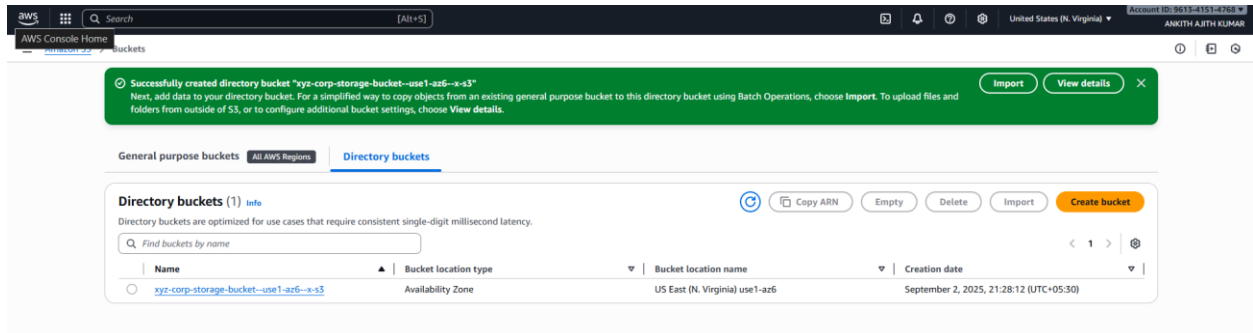 aws
Search [Alt+S] United States (N. Virginia) Account ID: 9613-4151-4768
ANKITH AJITH KUMAR
AWS Console Home
Amazon S3 > Buckets
Successfully created directory bucket "xyz-corp-storage-bucket--use1-az6--x-s3"
Next, add data to your directory bucket. For a simplified way to copy objects from an existing general purpose bucket to this directory bucket using Batch Operations, choose Import. To upload files and
folders from outside of S3, or to configure additional bucket settings, choose View details.
Import View details
General purpose buckets All AWS Regions Directory buckets
Directory buckets (1) Info Copy ARN Empty Delete Import Create bucket
Directory buckets are optimized for use cases that require consistent single-digit millisecond latency.
Find buckets by name 1
Name Bucket location type Bucket location name Creation date
xyz-corp-storage-bucket--use1-az6--x-s3 Availability Zone US East (N. Virginia) use1-az6 September 2, 2025, 21:28:12 (UTC+05:30)